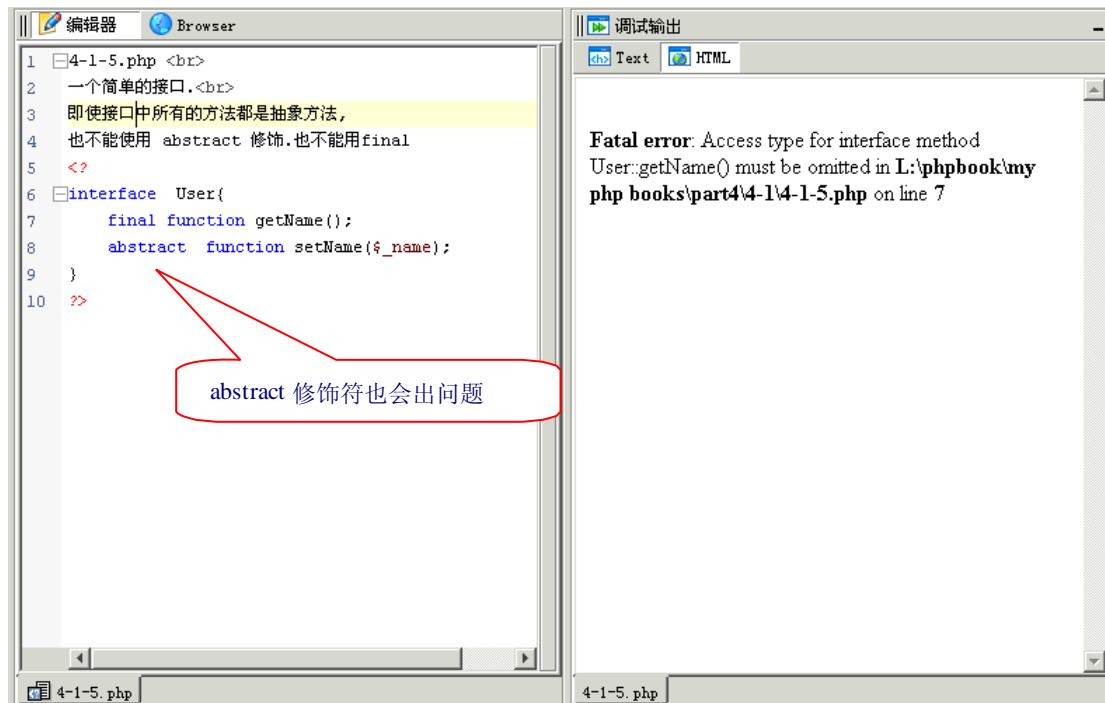 编辑器 Browser
1 4-1-5.php <br>
2 一个简单的接口.<br>
3 即使接口中所有的方法都是抽象方法,
4 也不能使用 abstract 修饰.也不能用final
5 <?
6 interface User{
7 final function getName();
8 abstract function setName($_name);
9 }
10 ?>
abstract 修饰符也会出问题
4-1-5.php
调试输出
Text HTML
Fatal error: Access type for interface method
User::getName() must be omitted in L:\phpbook\my
php books\part4\4-1\4-1-5.php on line 7
4-1-5.php